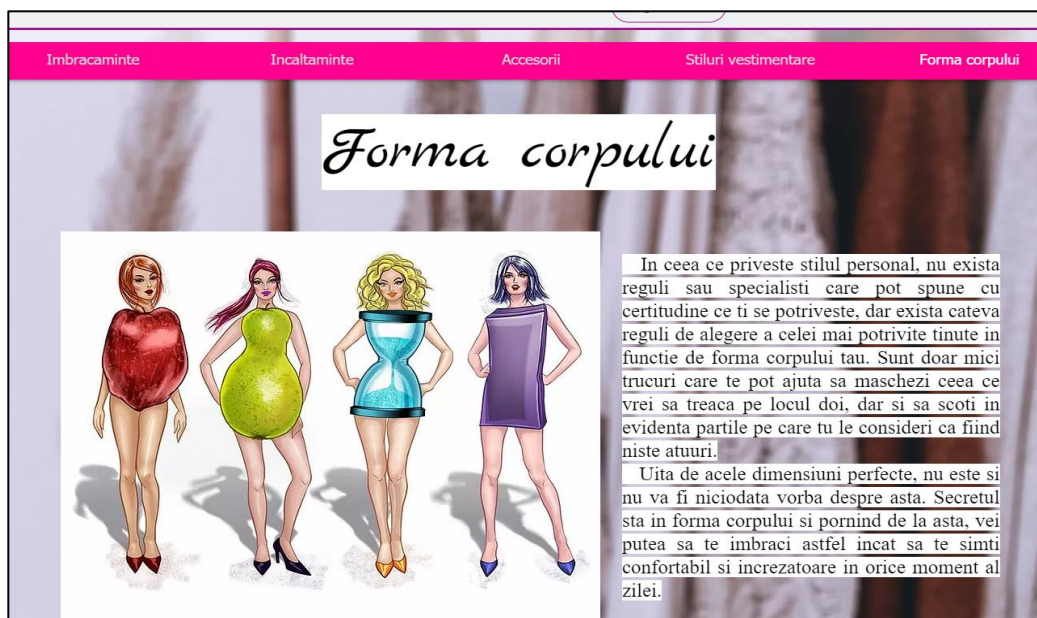 Imbracaminte Incaltaminte Accesorii Stiluri vestimentare Forma corpului
Forma corpului
In ceea ce priveste stilul personal, nu exista
reguli sau specialisti care pot spune cu
certitudine ce ti se potriveste, dar exista cateva
reguli de alegere a celei mai potrivite tinute in
functie de forma corpului tau. Sunt doar mici
trucuri care te pot ajuta sa maschezi ceea ce
vrei sa treaca pe locul doi, dar si sa scoti in
evidenta partile pe care tu le consideri ca fiind
niste atuuri.
Uita de acele dimensiuni perfecte, nu este si
nu va fi niciodata vorba despre asta. Secretul
sta in forma corpului si pornind de la asta, vei
putea sa te imbraci astfel incat sa te simti
confortabil si increzatoare in orice moment al
zilei.